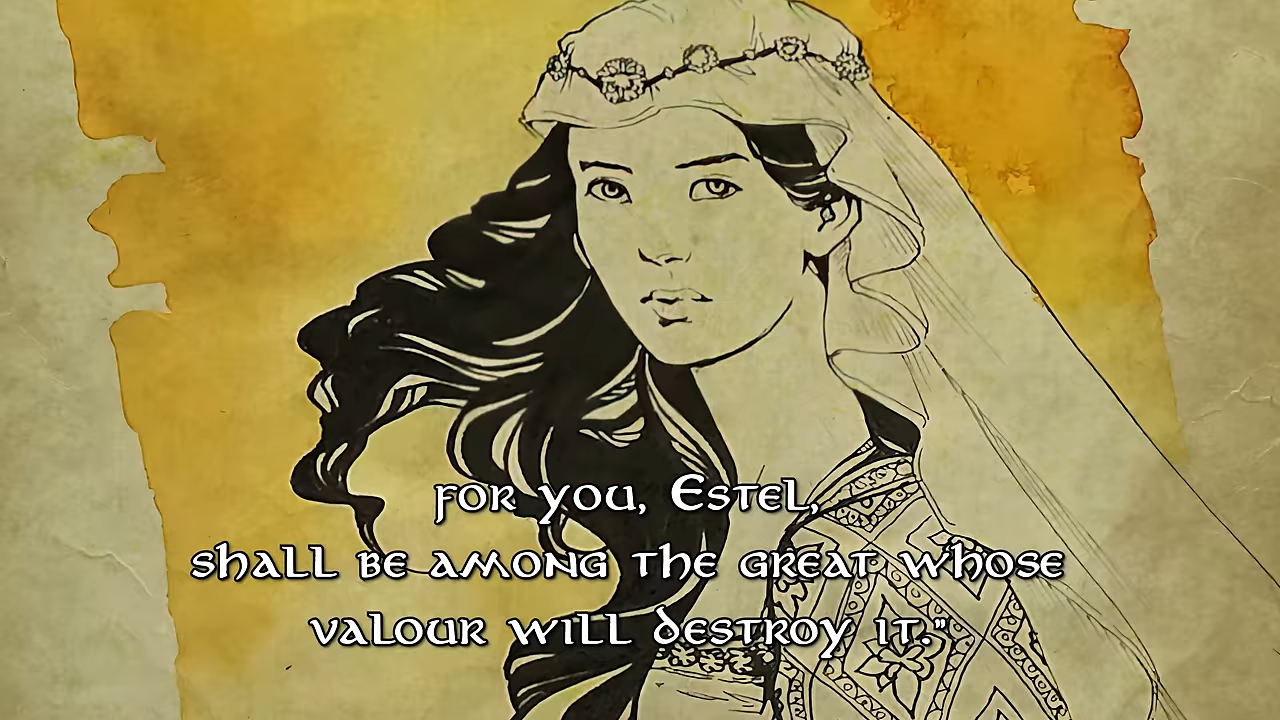 for you, Estel,
shall be among the great whose
valour will destroy it."